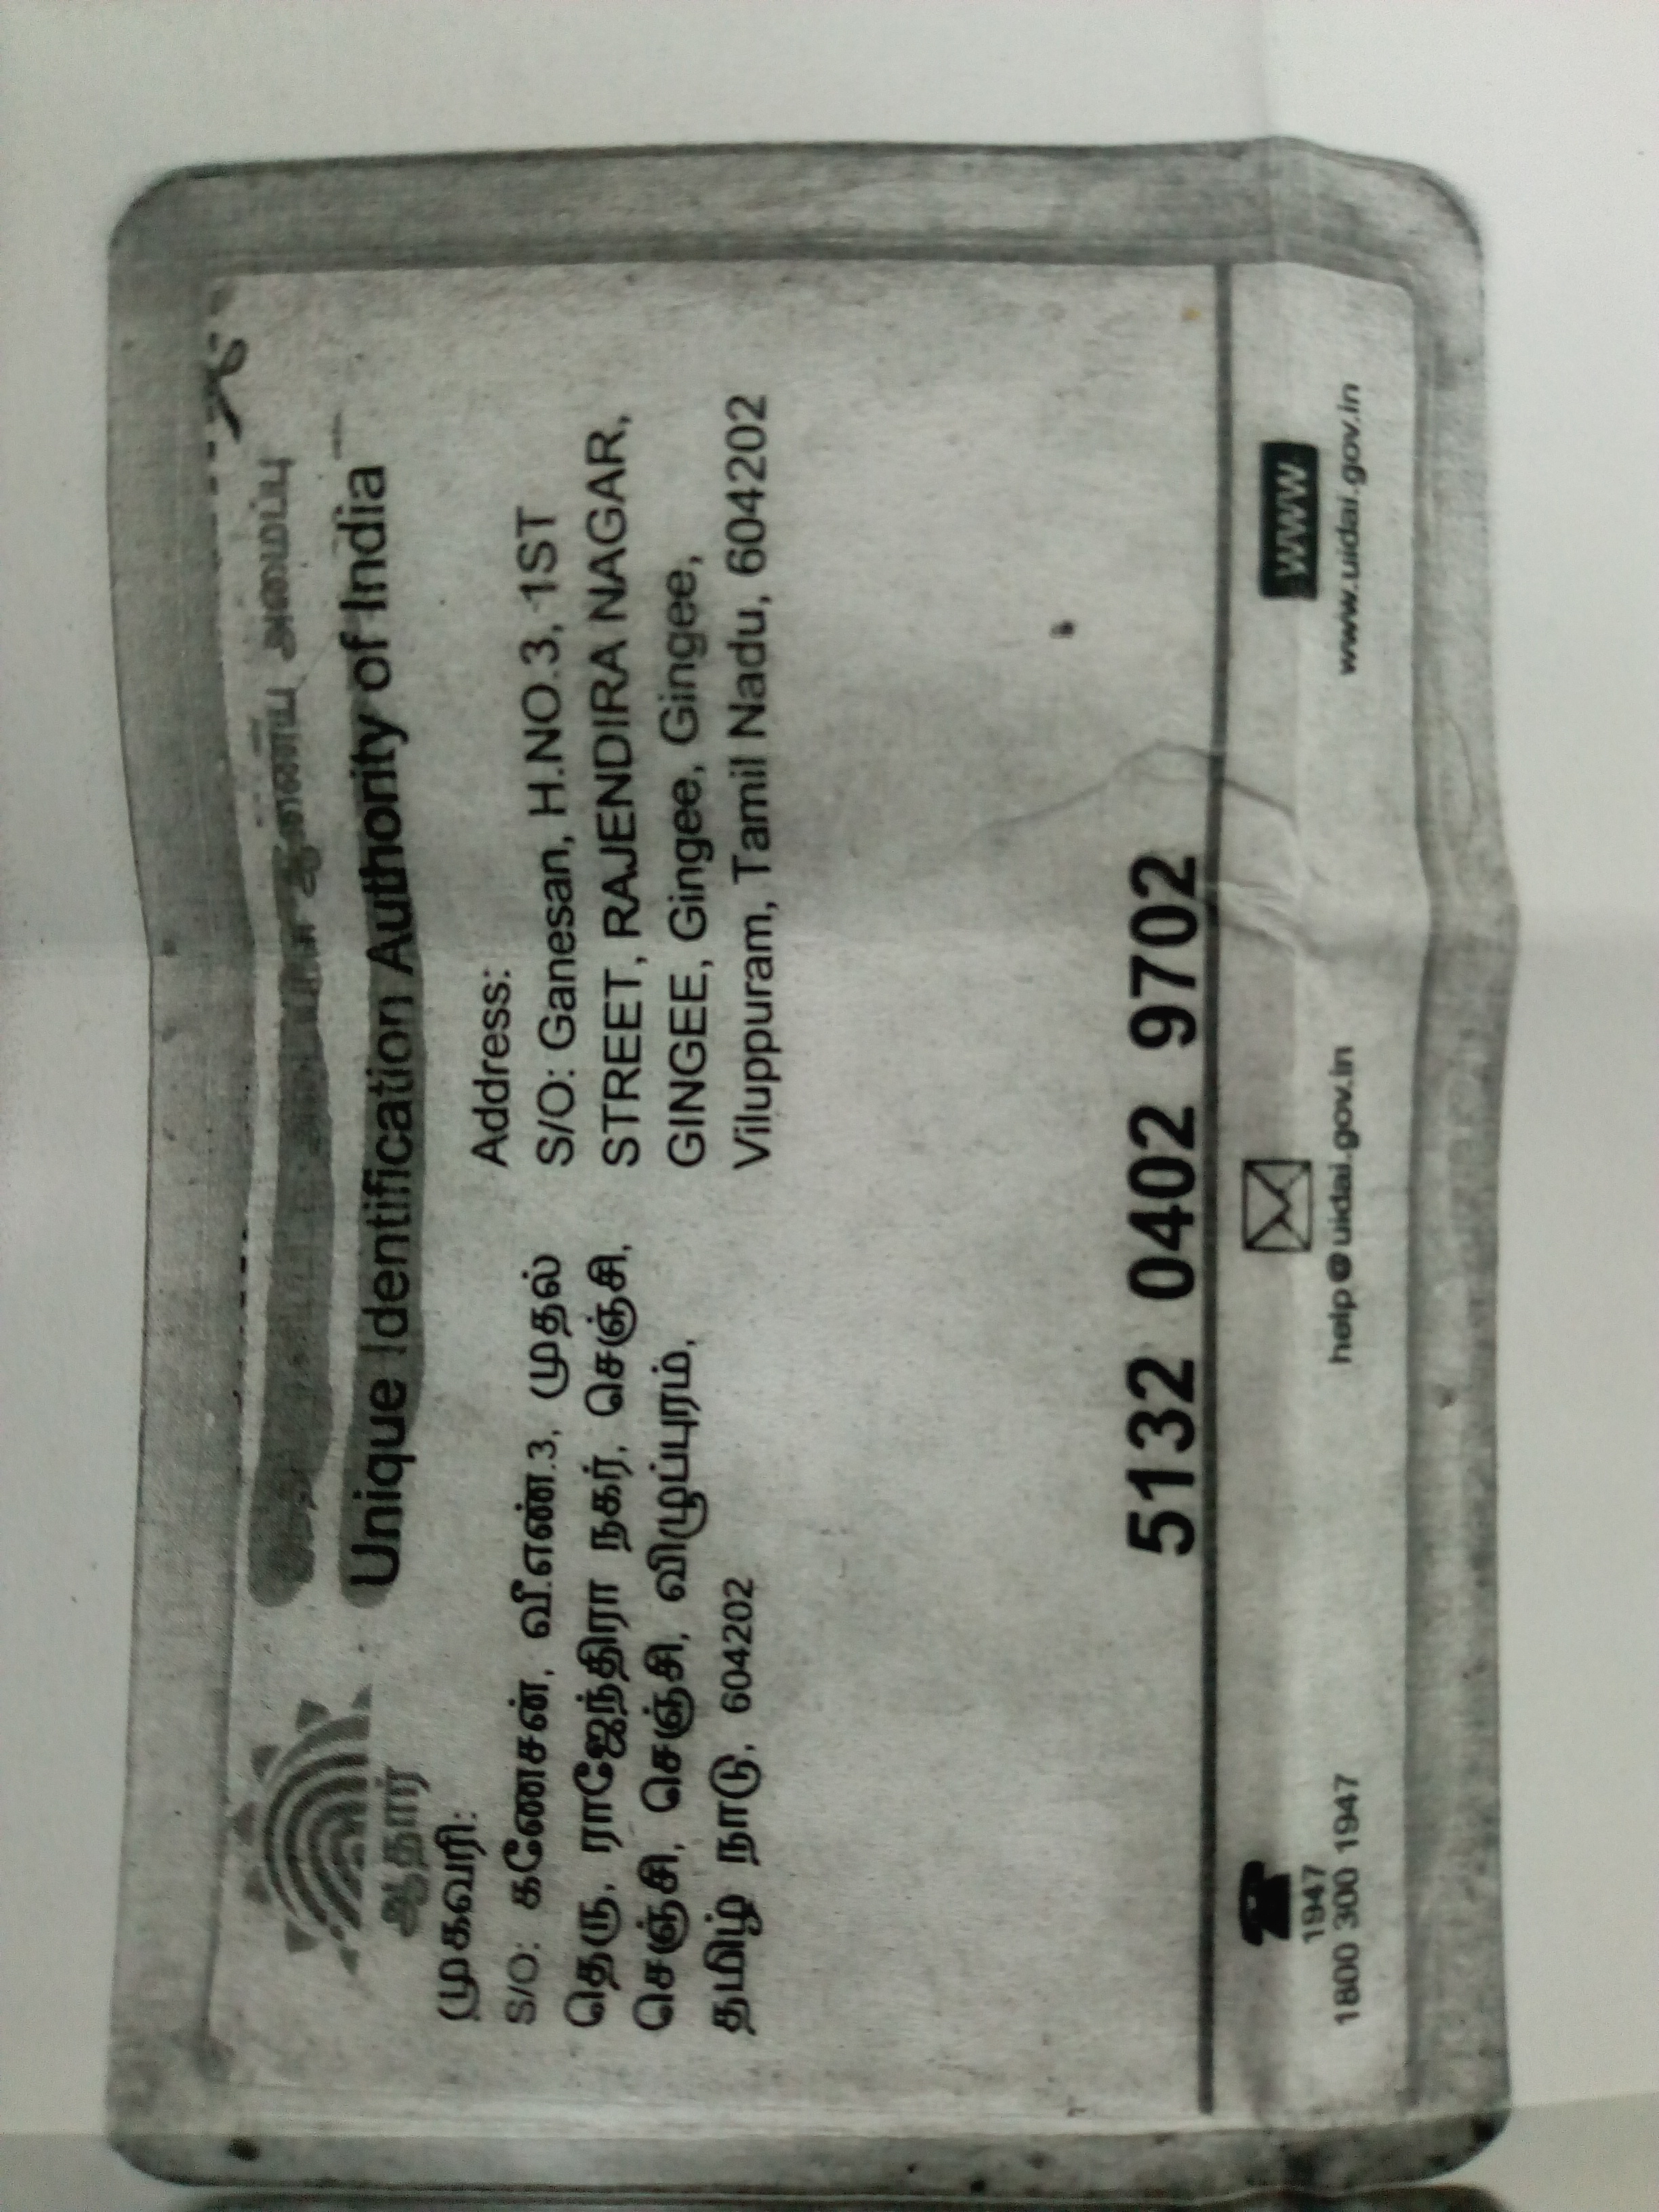 அமைப்பு
Unique Identification Authority of India
ஆதார்
முகவரி:
S/O: கணேசன், வீ.எண்.3, முதல்
தெரு, ராஜேந்திரா நகர், செஞ்சி,
செஞ்சி, செஞ்சி, விழுப்புரம்,
தமிழ் நாடு, 604202
Address:
S/O: Ganesan, H.NO.3, 1ST
STREET, RAJENDIRA NAGAR,
GINGEE, Gingee, Gingee,
Viluppuram, Tamil Nadu, 604202
5132 0402 9702
1947
1800 300 1947
help@uidai.gov.in
WWW
www.uidai.gov.in